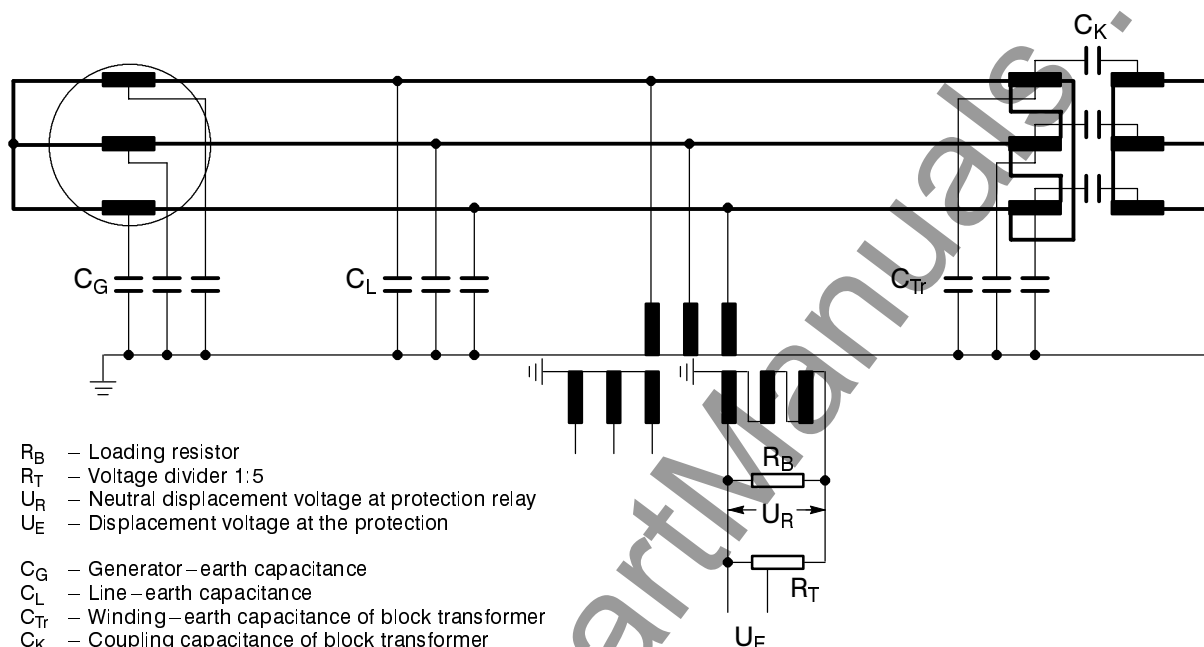 C_K
C_G
C_L
C_Tr
R_B
U_R
R_T
U_E
R_B – Loading resistor
R_T – Voltage divider 1:5
U_R – Neutral displacement voltage at protection relay
U_E – Displacement voltage at the protection
C_G – Generator–earth capacitance
C_L – Line–earth capacitance
C_Tr – Winding–earth capacitance of block transformer
C_K – Coupling capacitance of block transformer
artManuals.